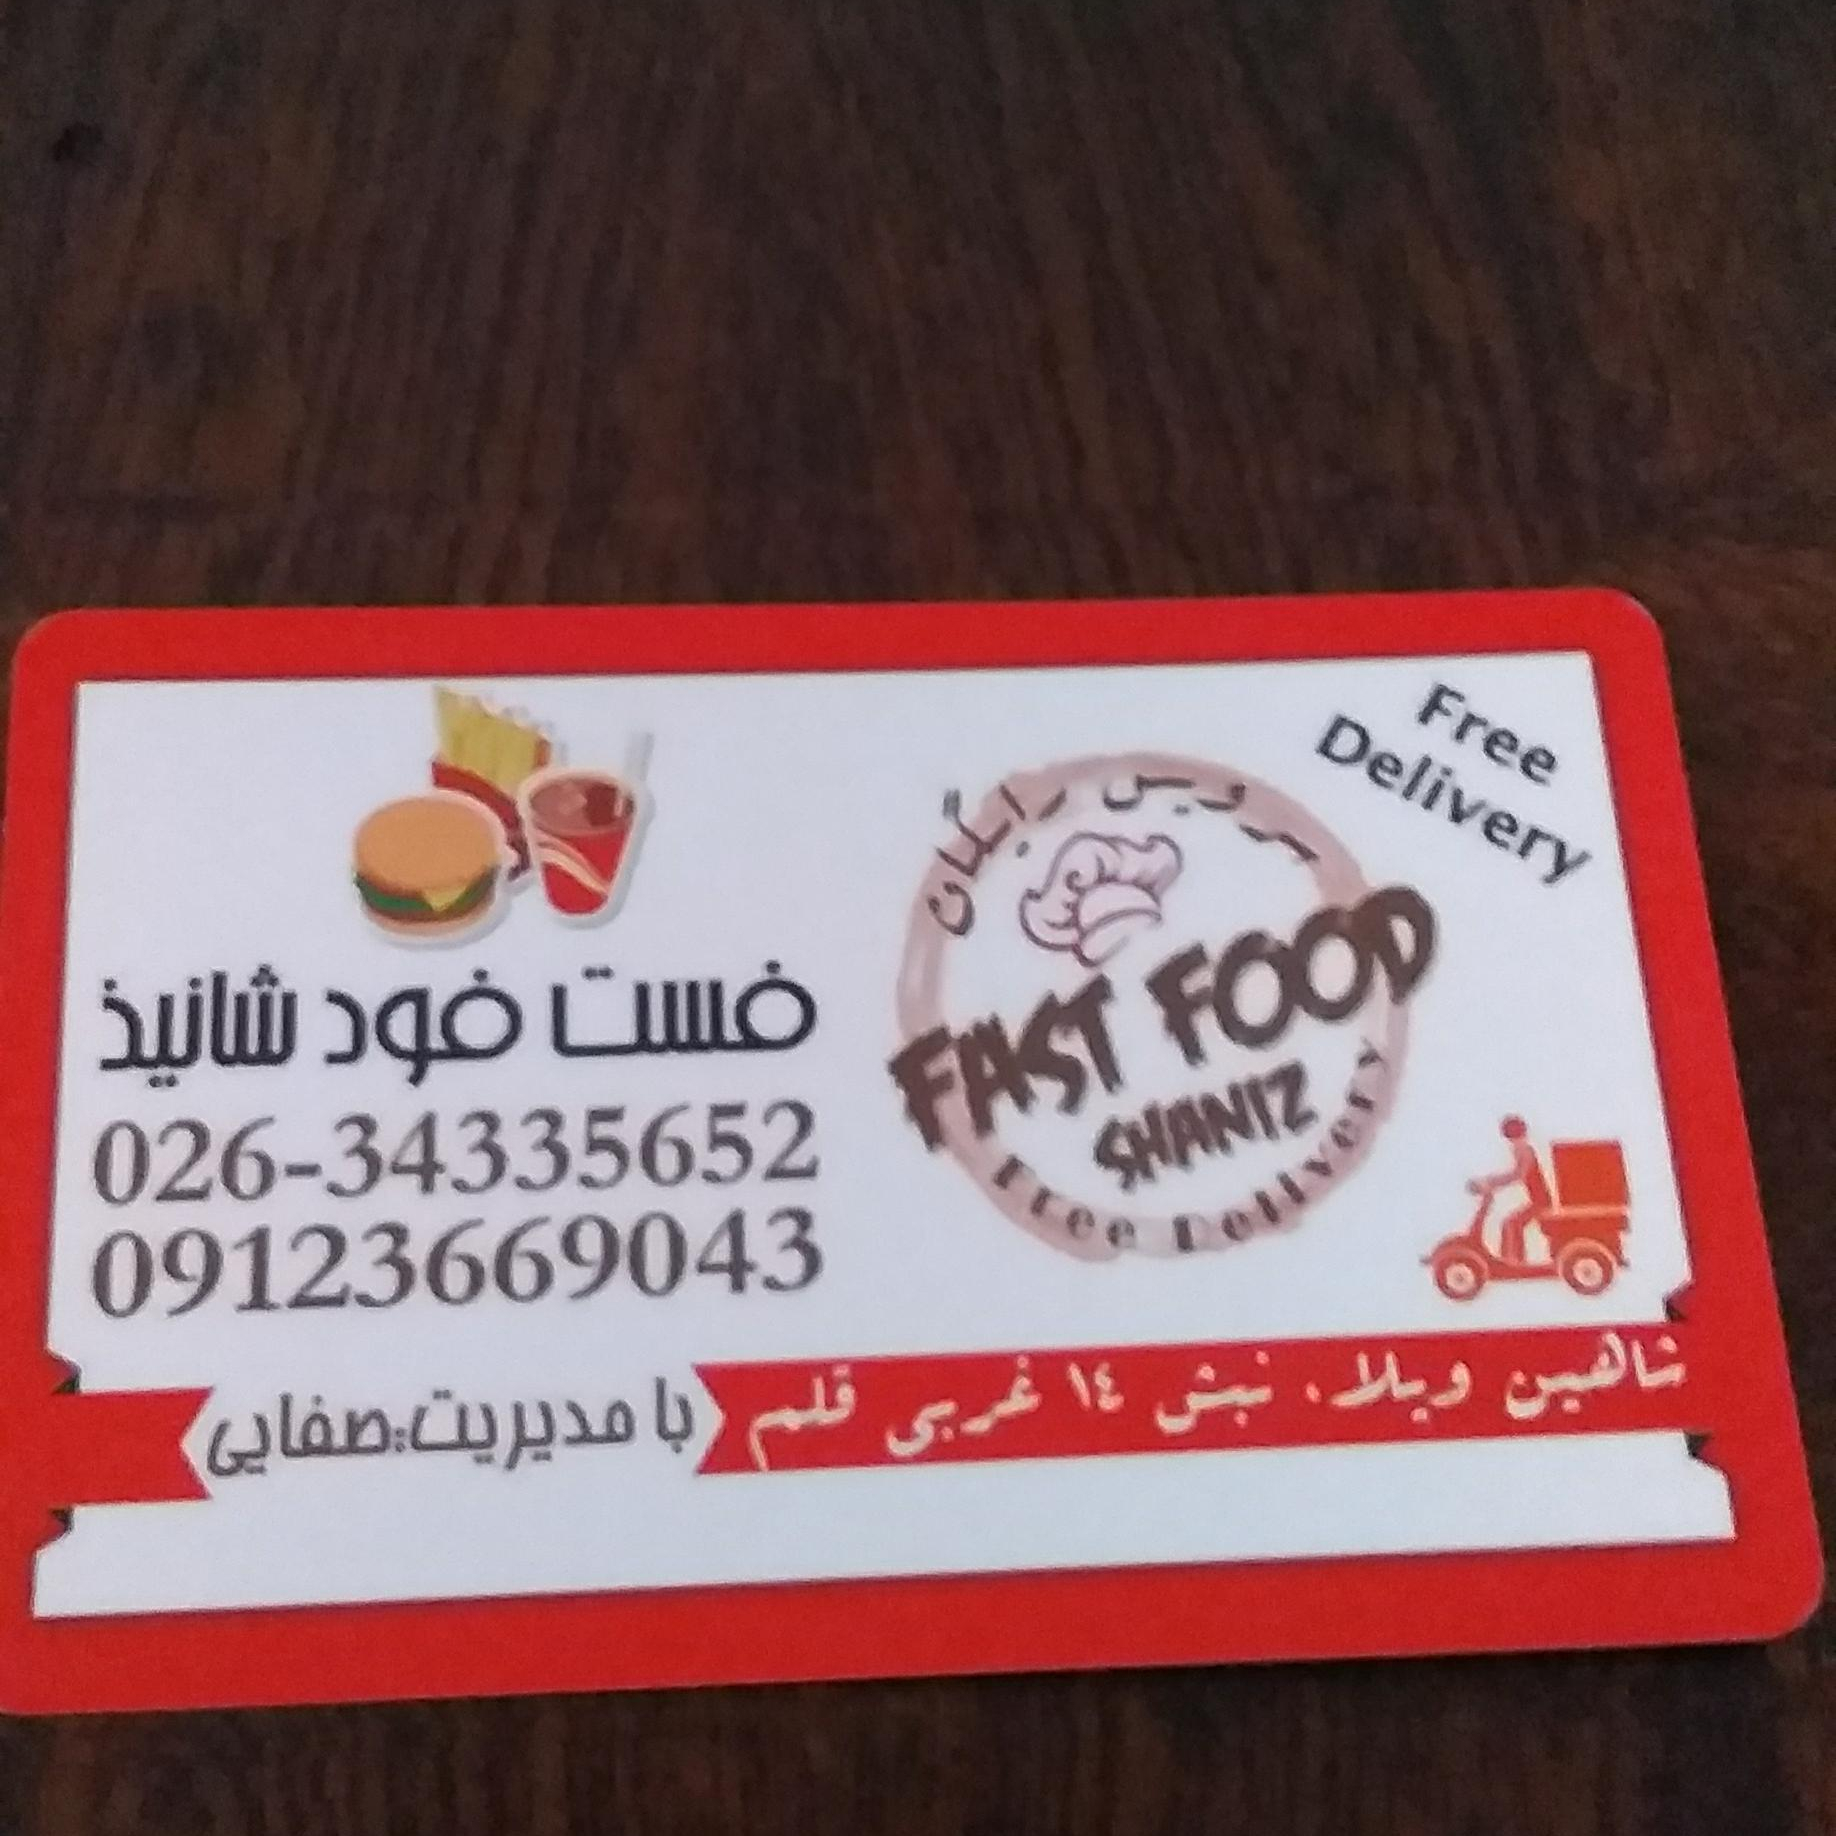 Free
Delivery
سرویس رایگان
FAST FOOD
SHANIZ
Free Delivery
فست فود شانیذ
026-34335652
09123669043
شاهین ویلا، نبش ١٤ غربی قلم
با مدیریت:صفایی